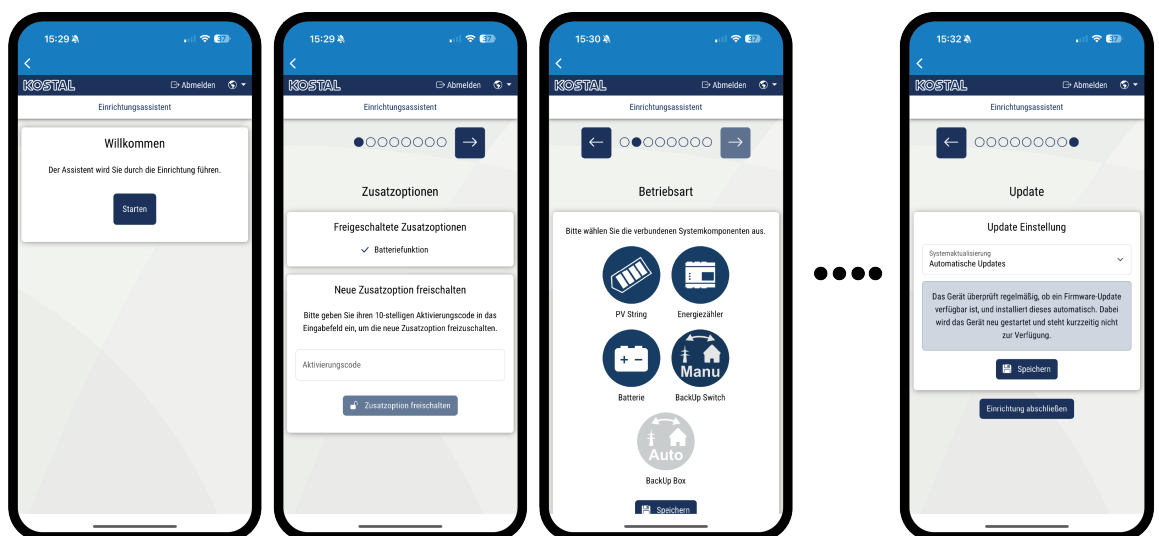 15:29
37
KOSTAL
Abmelden
Einrichtungsassistent
Willkommen
Der Assistent wird Sie durch die Einrichtung führen.
Starten
15:29
37
KOSTAL
Abmelden
Einrichtungsassistent
Zusatzoptionen
Freigeschaltete Zusatzoptionen
Batteriefunktion
Neue Zusatzoption freischalten
Bitte geben Sie ihren 10-stelligen Aktivierungscode in das
Eingabefeld ein, um die neue Zusatzoption freizuschalten.
Aktivierungscode
Zusatzoption freischalten
15:30
37
KOSTAL
Abmelden
Einrichtungsassistent
Betriebsart
Bitte wählen Sie die verbundenen Systemkomponenten aus.
PV String
Energiezähler
Manu
Batterie
BackUp Switch
Auto
BackUp Box
Speichern
15:32
37
KOSTAL
Abmelden
Einrichtungsassistent
Update
Update Einstellung
Systemaktualisierung
Automatische Updates
Das Gerät überprüft regelmäßig, ob ein Firmware-Update
verfügbar ist, und installiert dieses automatisch. Dabei
wird das Gerät neu gestartet und steht kurzzeitig nicht
zur Verfügung.
Speichern
Einrichtung abschließen